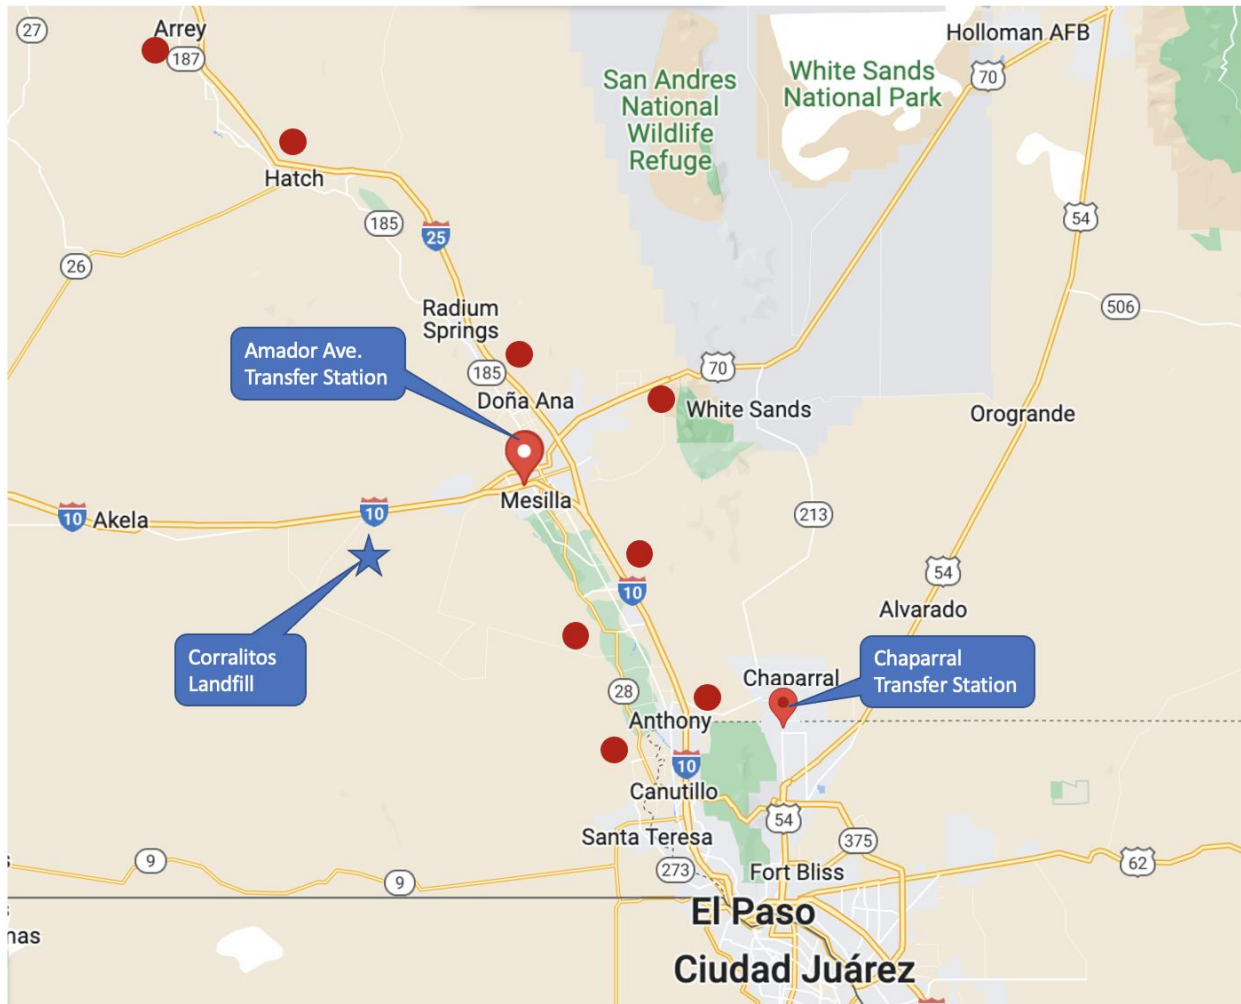 27
Arrey
187
Hatch
185
26
25
Radium
Springs
185
Doña Ana
Amador Ave.
Transfer Station
San Andres
National
Wildlife
Refuge
White Sands
National Park
Holloman AFB
70
54
506
70
White Sands
Orogrande
Mesilla
10
Akela
10
213
54
10
Alvarado
Corralitos
Landfill
Chaparral
Chaparral
Transfer Station
28
Anthony
10
Canutillo
54
Santa Teresa
375
273
Fort Bliss
62
9
9
El Paso
Ciudad Juárez
nas